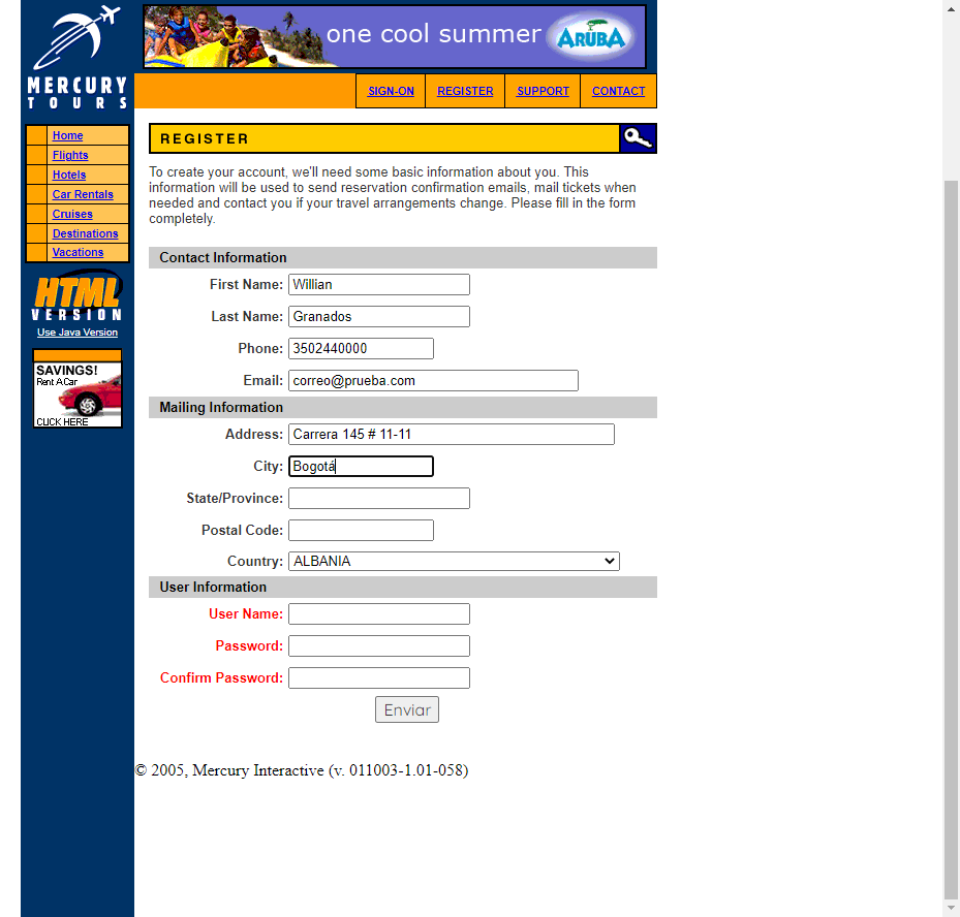 one cool summer ARUBA
MERCURY
TOURS
SIGN-ON REGISTER SUPPORT CONTACT
Home
Flights
Hotels
Car Rentals
Cruises
Destinations
Vacations
HTML
VERSION
Use Java Version
SAVINGS!
Rent A Car
CLICK HERE
REGISTER
To create your account, we'll need some basic information about you. This
information will be used to send reservation confirmation emails, mail tickets when
needed and contact you if your travel arrangements change. Please fill in the form
completely.
Contact Information
First Name: Willian
Last Name: Granados
Phone: 3502440000
Email: correo@prueba.com
Mailing Information
Address: Carrera 145 # 11-11
City: Bogotá
State/Province:
Postal Code:
Country: ALBANIA
User Information
User Name:
Password:
Confirm Password:
Enviar
© 2005, Mercury Interactive (v. 011003-1.01-058)